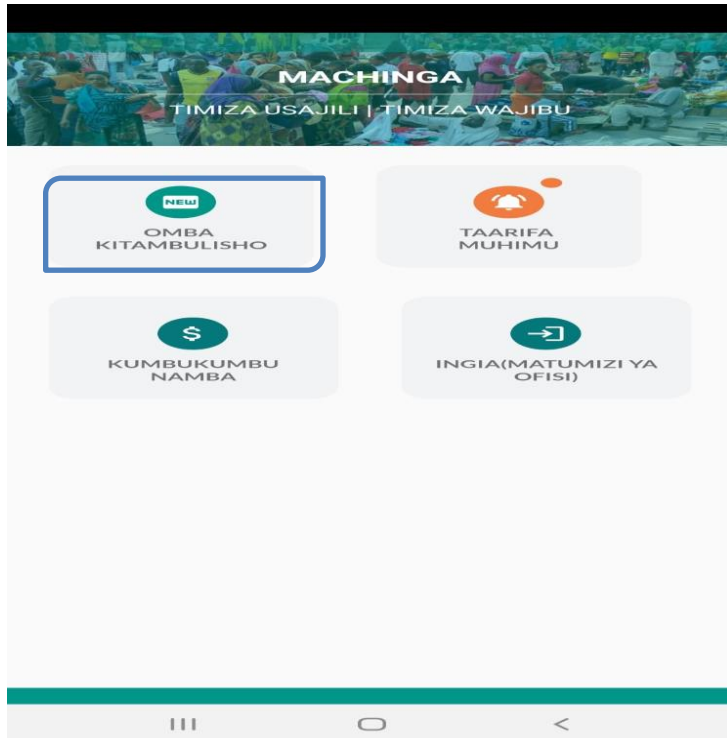 MACHINGA
TIMIZA USAJILI | TIMIZA WAJIBU
NEW
OMBA
KITAMBULISHO
TAARIFA
MUHIMU
$
KUMBUKUMBU
NAMBA
INGIA(MATUMIZI YA
OFISI)